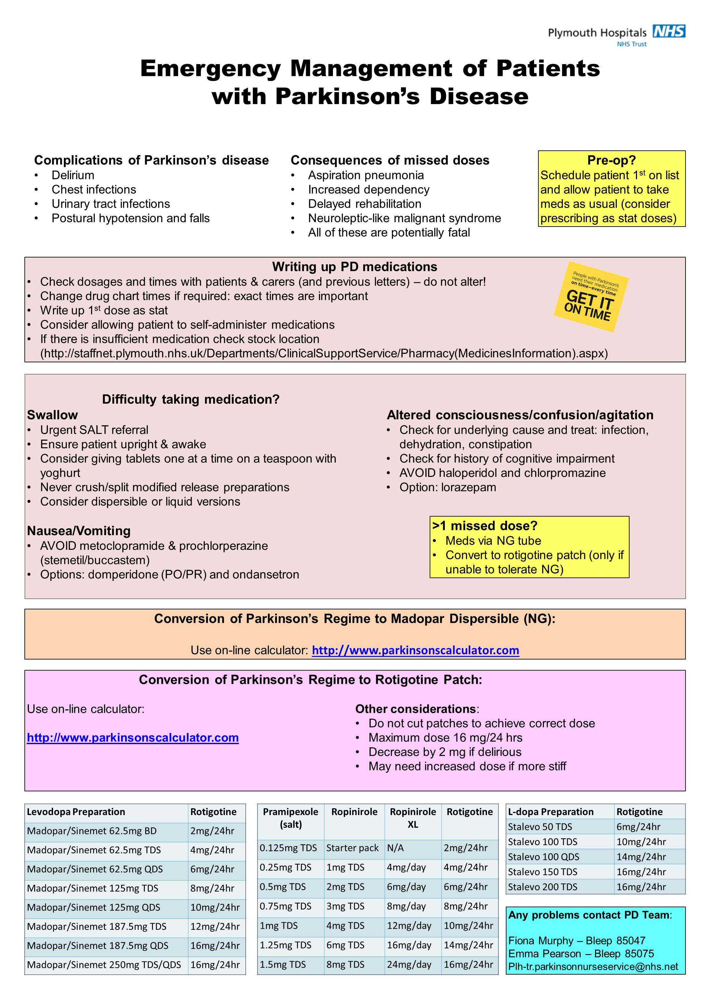 Plymouth Hospitals NHS
NHS Trust
Emergency Management of Patients
with Parkinson’s Disease
Complications of Parkinson’s disease
• Delirium
• Chest infections
• Urinary tract infections
• Postural hypotension and falls
Consequences of missed doses
• Aspiration pneumonia
• Increased dependency
• Delayed rehabilitation
• Neuroleptic-like malignant syndrome
• All of these are potentially fatal
Pre-op?
Schedule patient 1st on list
and allow patient to take
meds as usual (consider
prescribing as stat doses)
Writing up PD medications
• Check dosages and times with patients & carers (and previous letters) – do not alter!
• Change drug chart times if required: exact times are important
• Write up 1st dose as stat
• Consider allowing patient to self-administer medications
• If there is insufficient medication check stock location
(http://staffnet.plymouth.nhs.uk/Departments/ClinicalSupportService/Pharmacy(MedicinesInformation).aspx)
People with Parkinson's
need their medication
on time–every time
GET IT
ON TIME
Difficulty taking medication?
Swallow
• Urgent SALT referral
• Ensure patient upright & awake
• Consider giving tablets one at a time on a teaspoon with
yoghurt
• Never crush/split modified release preparations
• Consider dispersible or liquid versions
Nausea/Vomiting
• AVOID metoclopramide & prochlorperazine
(stemetil/buccastem)
• Options: domperidone (PO/PR) and ondansetron
Altered consciousness/confusion/agitation
• Check for underlying cause and treat: infection,
dehydration, constipation
• Check for history of cognitive impairment
• AVOID haloperidol and chlorpromazine
• Option: lorazepam
>1 missed dose?
• Meds via NG tube
• Convert to rotigotine patch (only if
unable to tolerate NG)
Conversion of Parkinson’s Regime to Madopar Dispersible (NG):
Use on-line calculator: http://www.parkinsonscalculator.com
Conversion of Parkinson’s Regime to Rotigotine Patch:
Use on-line calculator:
http://www.parkinsonscalculator.com
Other considerations:
• Do not cut patches to achieve correct dose
• Maximum dose 16 mg/24 hrs
• Decrease by 2 mg if delirious
• May need increased dose if more stiff
Levodopa Preparation Rotigotine
Madopar/Sinemet 62.5mg BD 2mg/24hr
Madopar/Sinemet 62.5mg TDS 4mg/24hr
Madopar/Sinemet 62.5mg QDS 6mg/24hr
Madopar/Sinemet 125mg TDS 8mg/24hr
Madopar/Sinemet 125mg QDS 10mg/24hr
Madopar/Sinemet 187.5mg TDS 12mg/24hr
Madopar/Sinemet 187.5mg QDS 16mg/24hr
Madopar/Sinemet 250mg TDS/QDS 16mg/24hr
Pramipexole Ropinirole Ropinirole Rotigotine
(salt) XL
0.125mg TDS Starter pack N/A 2mg/24hr
0.25mg TDS 1mg TDS 4mg/day 4mg/24hr
0.5mg TDS 2mg TDS 6mg/day 6mg/24hr
0.75mg TDS 3mg TDS 8mg/day 8mg/24hr
1mg TDS 4mg TDS 12mg/day 10mg/24hr
1.25mg TDS 6mg TDS 16mg/day 14mg/24hr
1.5mg TDS 8mg TDS 24mg/day 16mg/24hr
L-dopa Preparation Rotigotine
Stalevo 50 TDS 6mg/24hr
Stalevo 100 TDS 10mg/24hr
Stalevo 100 QDS 14mg/24hr
Stalevo 150 TDS 16mg/24hr
Stalevo 200 TDS 16mg/24hr
Any problems contact PD Team:
Fiona Murphy – Bleep 85047
Emma Pearson – Bleep 85075
Plh-tr.parkinsonnurseservice@nhs.net